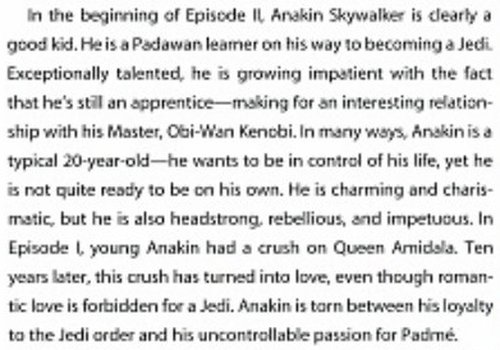 In the beginning of Episode II, Anakin Skywalker is clearly a
good kid. He is a Padawan learner on his way to becoming a Jedi.
Exceptionally talented, he is growing impatient with the fact
that he's still an apprentice—making for an interesting relation-
ship with his Master, Obi-Wan Kenobi. In many ways, Anakin is a
typical 20-year-old—he wants to be in control of his life, yet he
is not quite ready to be on his own. He is charming and charis-
matic, but he is also headstrong, rebellious, and impetuous. In
Episode I, young Anakin had a crush on Queen Amidala. Ten
years later, this crush has turned into love, even though roman-
tic love is forbidden for a Jedi. Anakin is torn between his loyalty
to the Jedi order and his uncontrollable passion for Padmé.